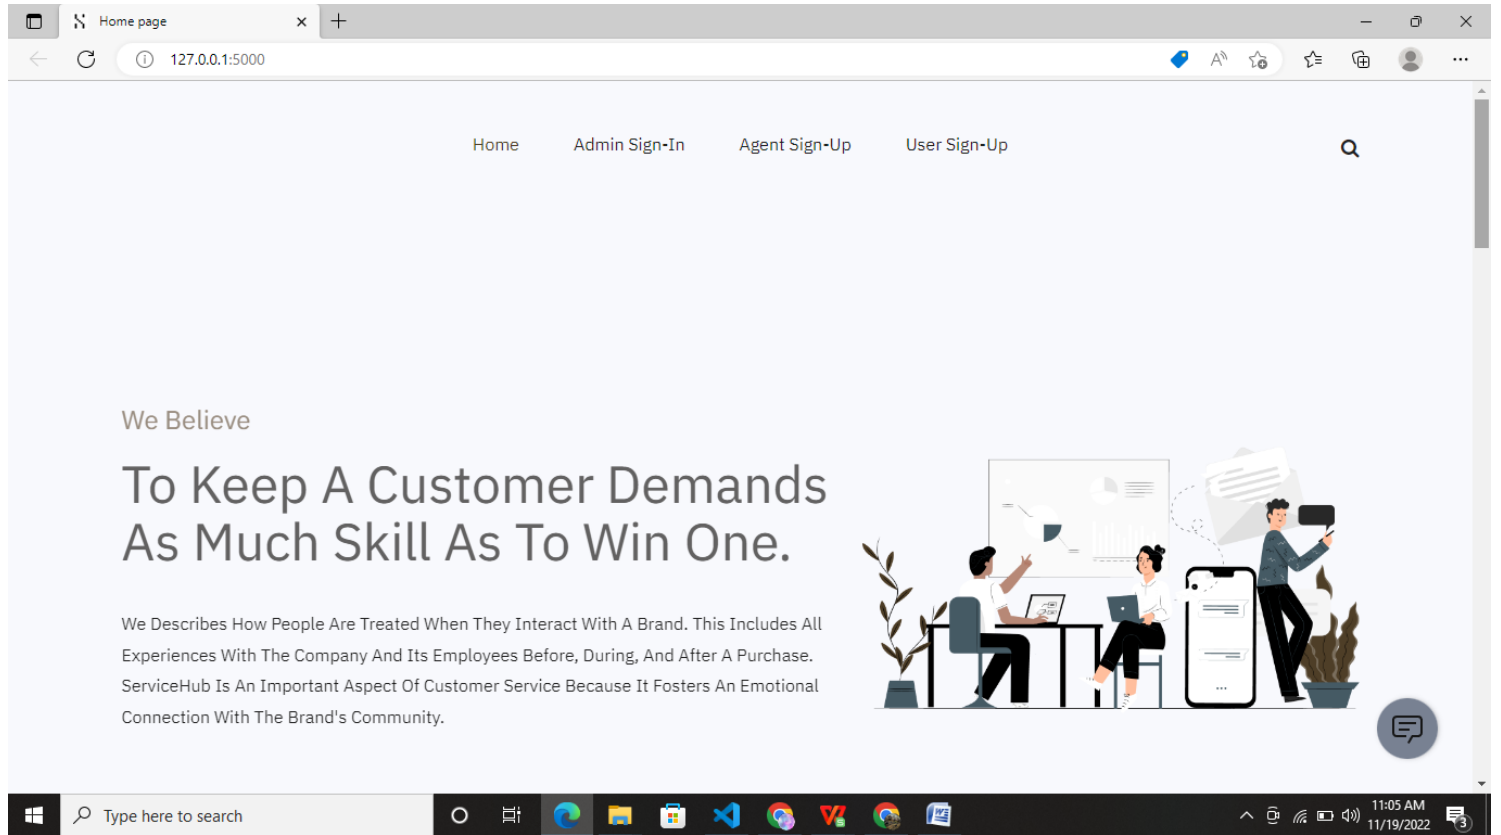 Home page
127.0.0.1:5000
Home Admin Sign-In Agent Sign-Up User Sign-Up
We Believe
To Keep A Customer Demands
As Much Skill As To Win One.
We Describes How People Are Treated When They Interact With A Brand. This Includes All
Experiences With The Company And Its Employees Before, During, And After A Purchase.
ServiceHub Is An Important Aspect Of Customer Service Because It Fosters An Emotional
Connection With The Brand's Community.
Type here to search
11:05 AM
11/19/2022
3